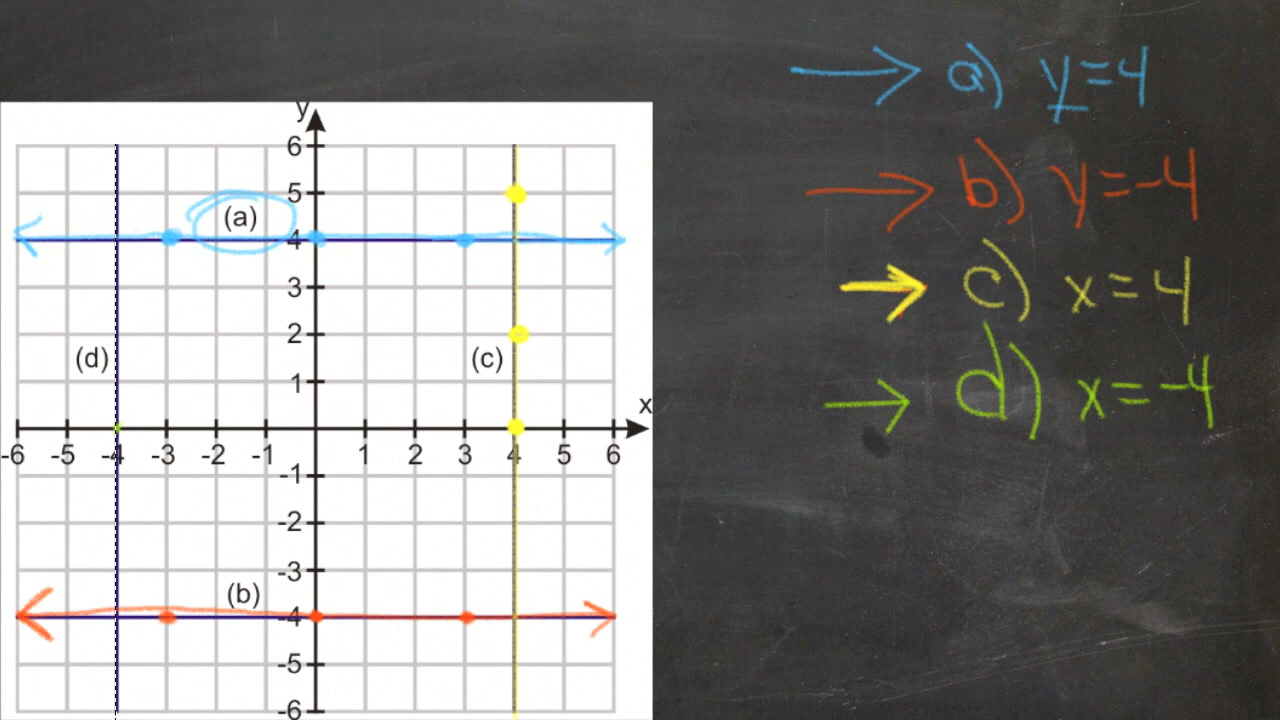 a) y=4
b) y=-4
c) x=4
d) x=-4
y
6
5
(a)
4
3
2
(d)
(c)
1
x
-6 -5 -4 -3 -2 -1 1 2 3 4 5 6
-1
-2
-3
(b)
-4
-5
-6